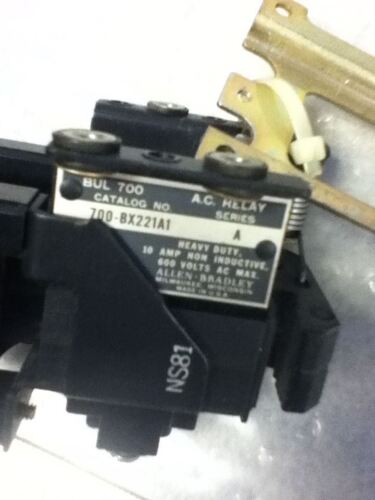 BUL 700 A.C. RELAY
CATALOG NO. SERIES
700-BX221A1 A
HEAVY DUTY,
10 AMP NON INDUCTIVE,
600 VOLTS AC MAX.
ALLEN-BRADLEY
MILWAUKEE, WISCONSIN
MADE IN U.S.A.
NS81